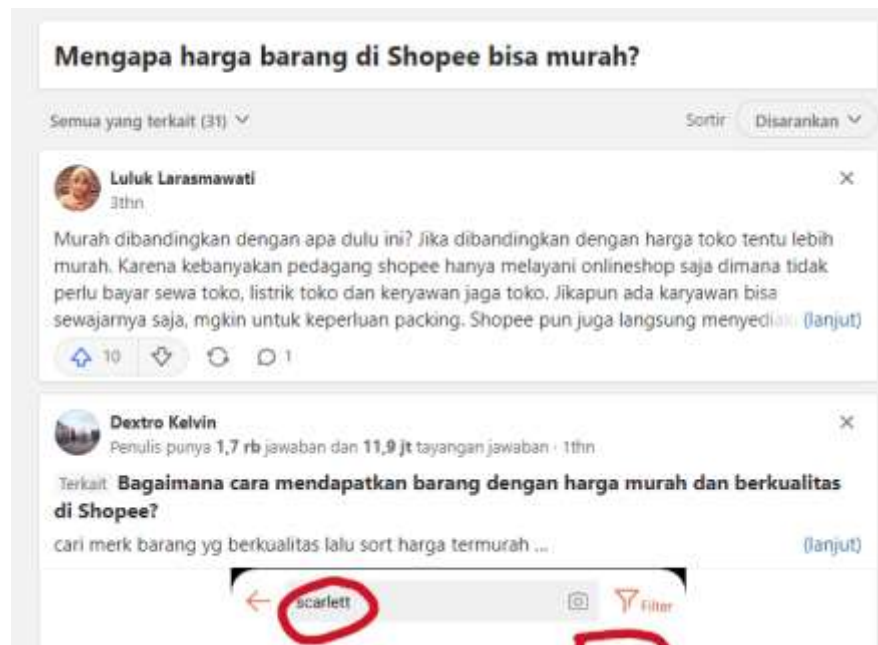 Mengapa harga barang di Shopee bisa murah?
Semua yang terkait (31)
Sortir Disarankan
Luluk Larasmawati
3thn
Murah dibandingkan dengan apa dulu ini? Jika dibandingkan dengan harga toko tentu lebih
murah. Karena kebanyakan pedagang shopee hanya melayani onlineshop saja dimana tidak
perlu bayar sewa toko, listrik toko dan keryawan jaga toko. Jikapun ada karyawan bisa
sewajarnya saja, mgkin untuk keperluan packing. Shopee pun juga langsung (lanjut)
10 1
Dextro Kelvin
Penulis punya 1,7 rb jawaban dan 11,9 jt tayangan jawaban · 1thn
Terkait Bagaimana cara mendapatkan barang dengan harga murah dan berkualitas
di Shopee?
cari merk barang yg berkualitas lalu sort harga termurah ... (lanjut)
scarlett
Filter